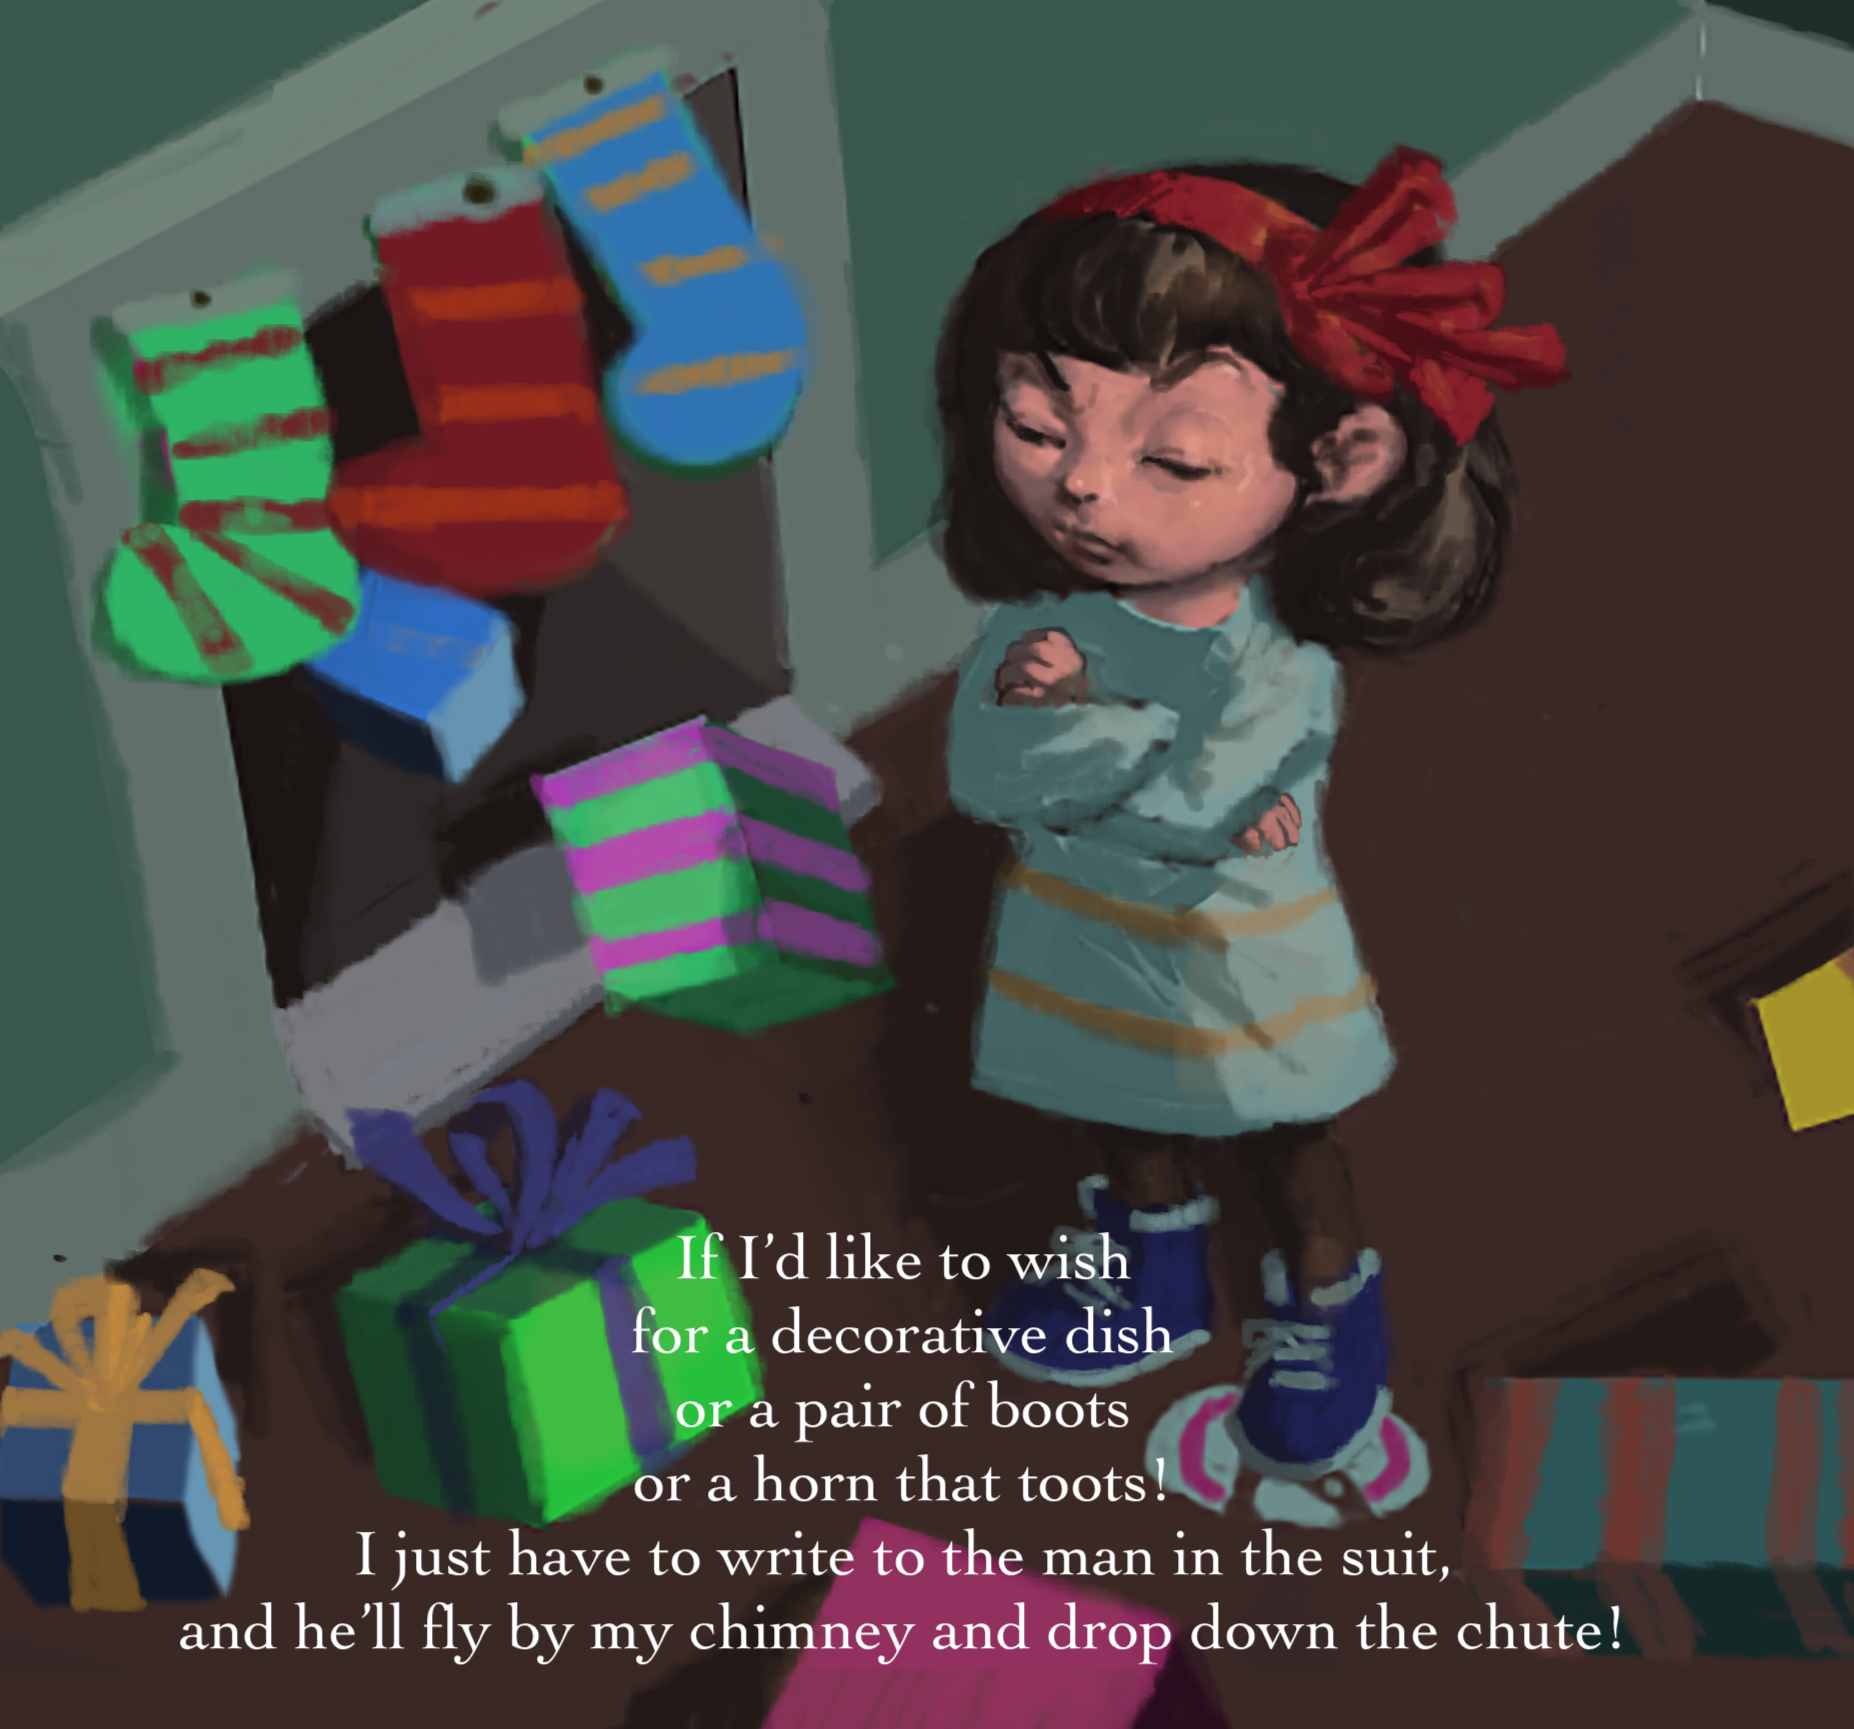 If I’d like to wish
for a decorative dish
or a pair of boots
or a horn that toots!
I just have to write to the man in the suit,
and he’ll fly by my chimney and drop down the chute!